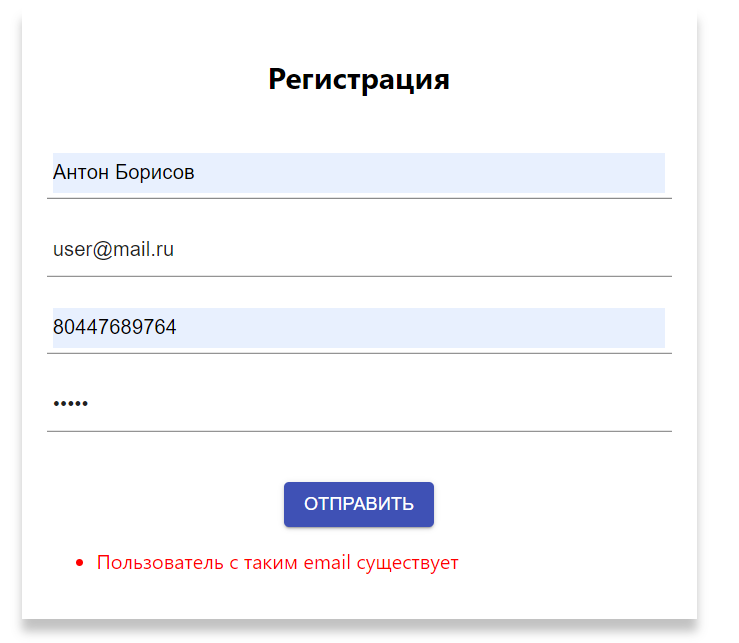 Регистрация
Антон Борисов
user@mail.ru
80447689764
•••••
ОТПРАВИТЬ
• Пользователь с таким email существует